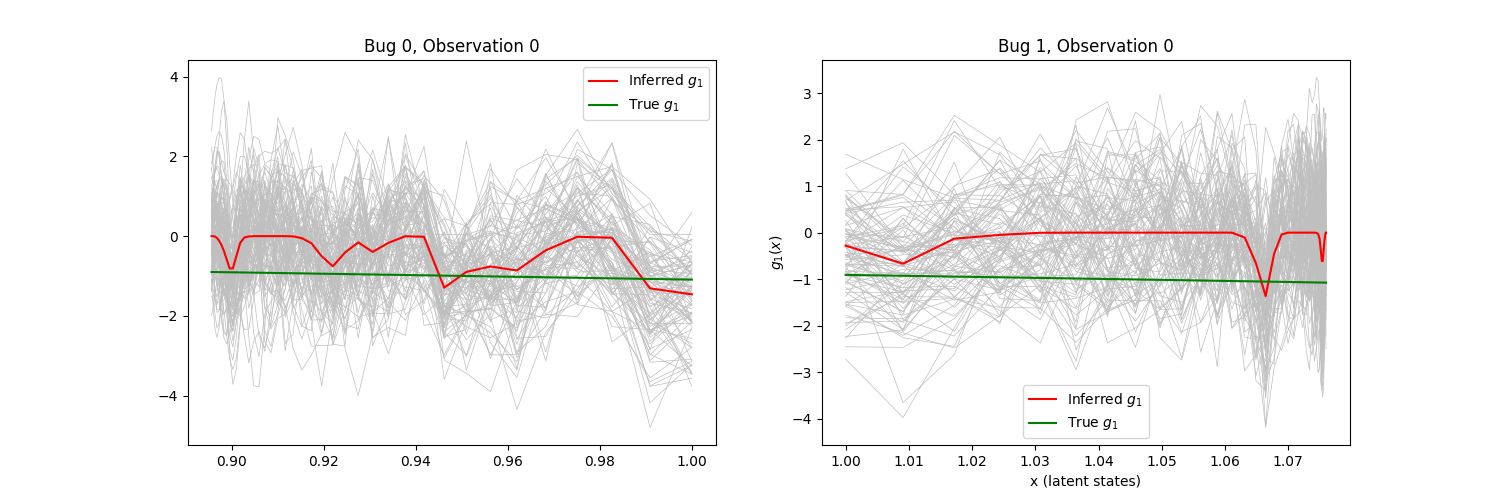 Bug 0, Observation 0
4
2
0
−2
−4
0.90 0.92 0.94 0.96 0.98 1.00
Inferred g₁
True g₁
Bug 1, Observation 0
g₁(x)
3
2
1
0
−1
−2
−3
−4
1.00 1.01 1.02 1.03 1.04 1.05 1.06 1.07
x (latent states)
Inferred g₁
True g₁